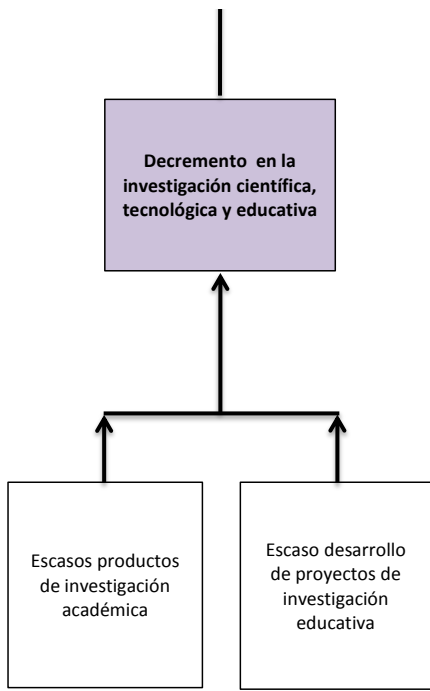 Decremento en la
investigación científica,
tecnológica y educativa
Escasos productos
de investigación
académica
Escaso desarrollo
de proyectos de
investigación
educativa